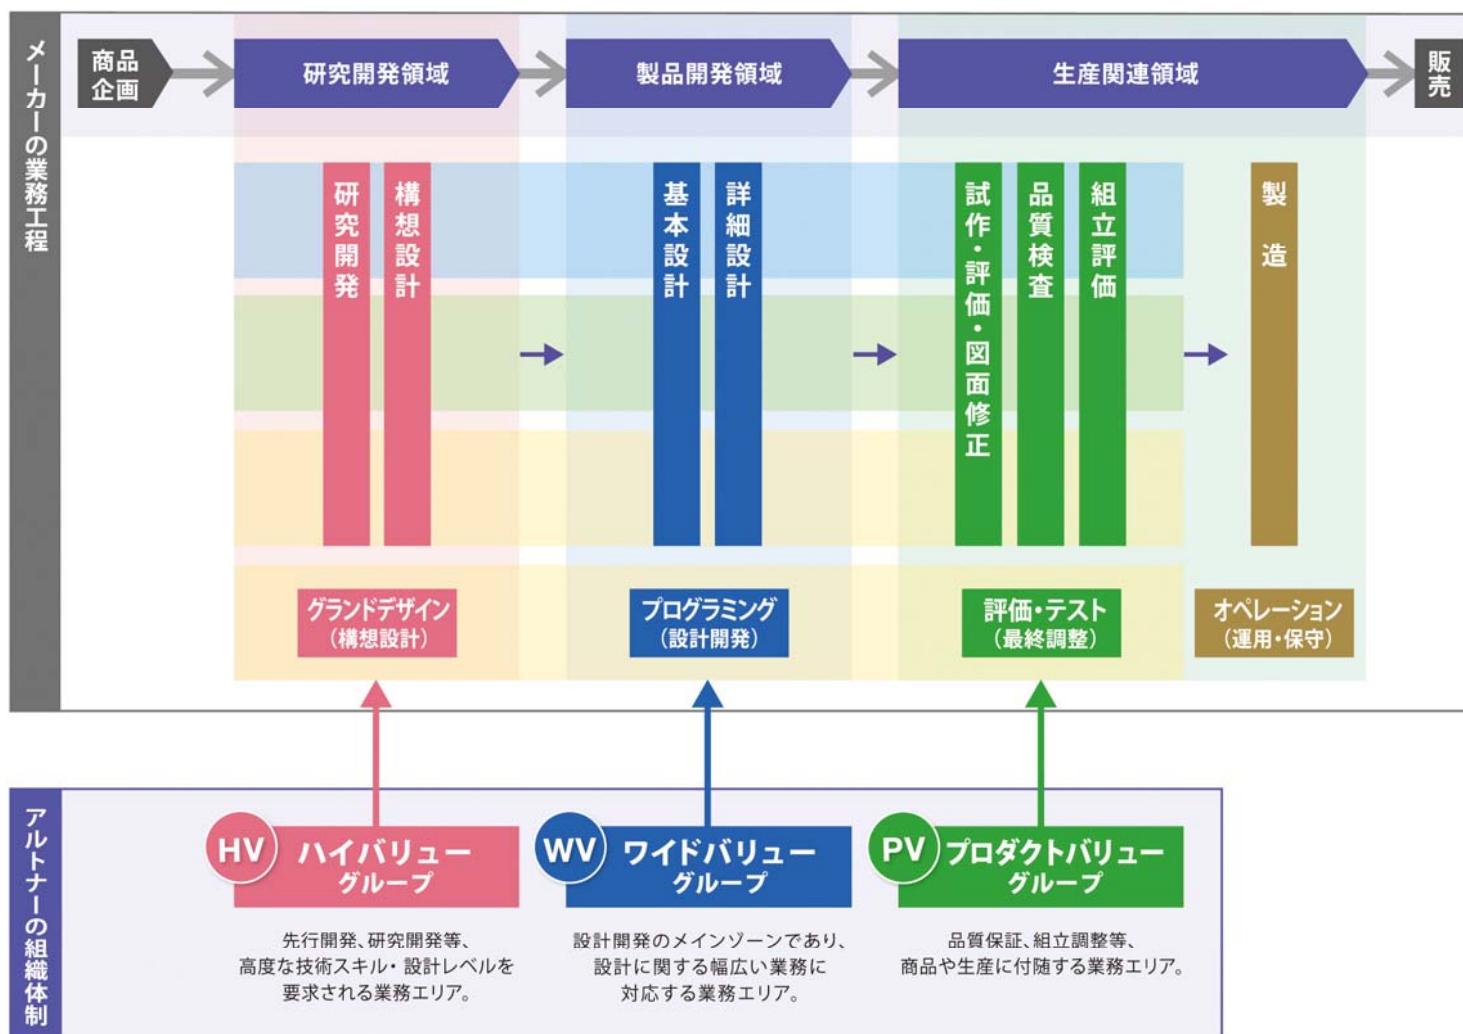 メーカーの業務工程
商品
企画
研究開発領域
製品開発領域
生産関連領域
販売
研究開発
構想設計
基本設計
詳細設計
試作・評価・図面修正
品質検査
組立評価
製造
グランドデザイン
（構想設計）
プログラミング
（設計開発）
評価・テスト
（最終調整）
オペレーション
（運用・保守）
アルトナーの組織体制
HV
ハイバリュー
グループ
先行開発、研究開発等、
高度な技術スキル・設計レベルを
要求される業務エリア。
WV
ワイドバリュー
グループ
設計開発のメインゾーンであり、
設計に関する幅広い業務に
対応する業務エリア。
PV
プロダクトバリュー
グループ
品質保証、組立調整等、
商品や生産に付随する業務エリア。